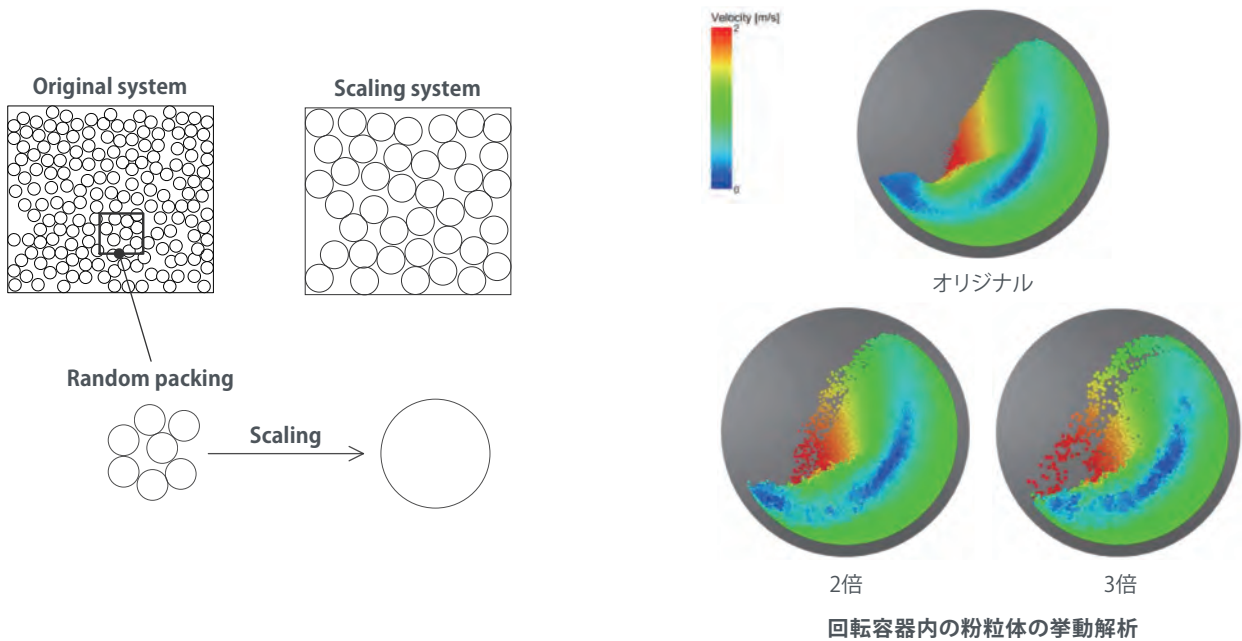 Original system
Scaling system
Random packing
Scaling
Velocity [m/s]
2
0
オリジナル
2倍
3倍
回転容器内の粉粒体の挙動解析